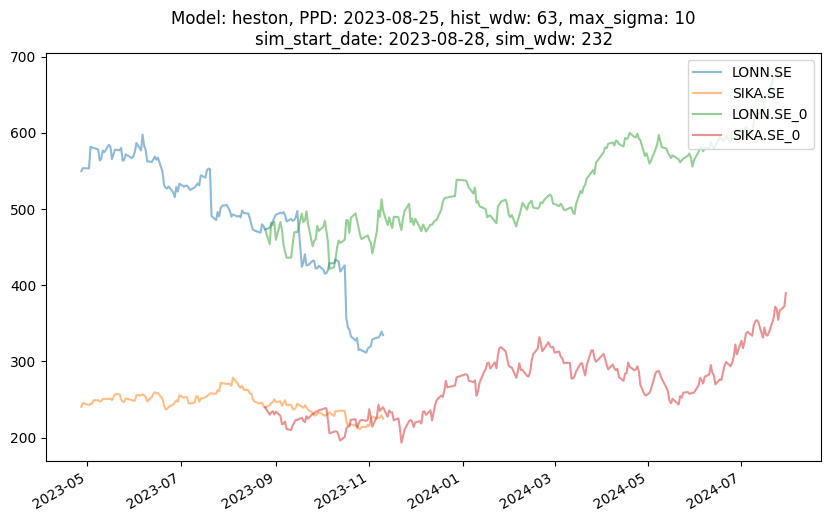 Model: heston, PPD: 2023-08-25, hist_wdw: 63, max_sigma: 10
sim_start_date: 2023-08-28, sim_wdw: 232
700
600
500
400
300
200
LONN.SE
SIKA.SE
LONN.SE_0
SIKA.SE_0
2023-05
2023-07
2023-09
2023-11
2024-01
2024-03
2024-05
2024-07